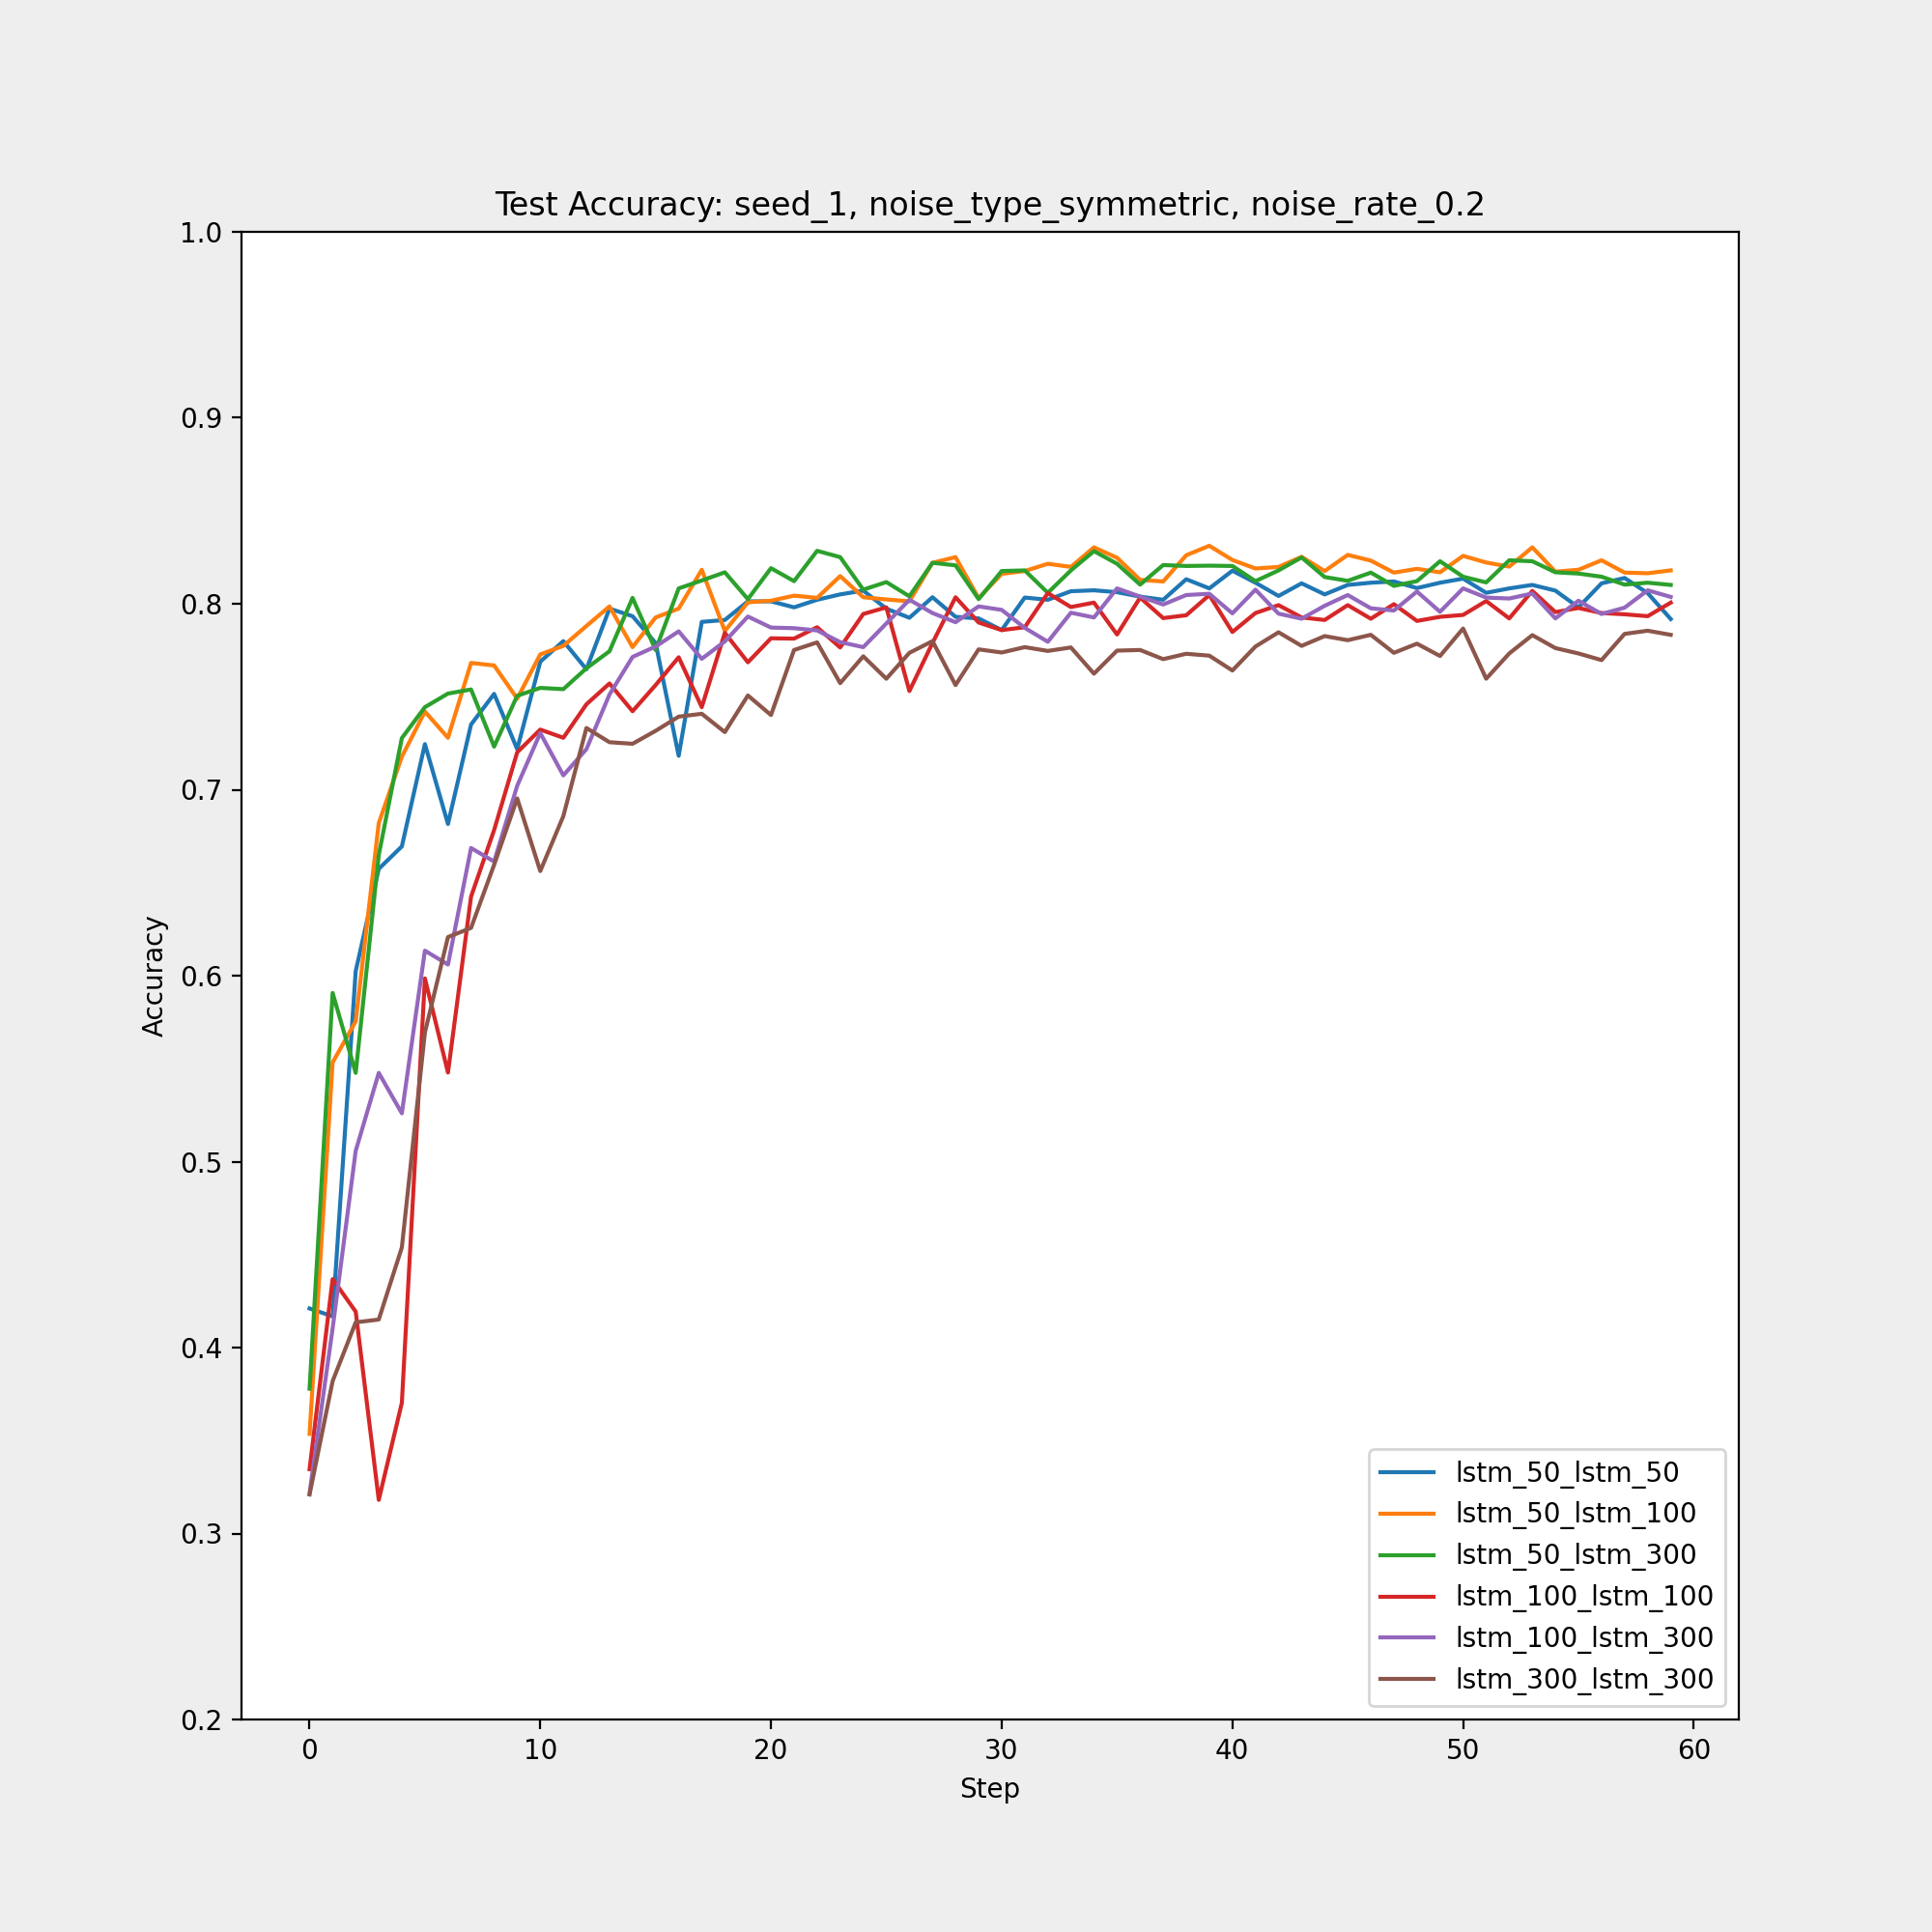 Test Accuracy: seed_1, noise_type_symmetric, noise_rate_0.2
1.0
0.9
0.8
0.7
0.6
0.5
0.4
0.3
0.2
Accuracy
0 10 20 30 40 50 60
Step
lstm_50_lstm_50
lstm_50_lstm_100
lstm_50_lstm_300
lstm_100_lstm_100
lstm_100_lstm_300
lstm_300_lstm_300